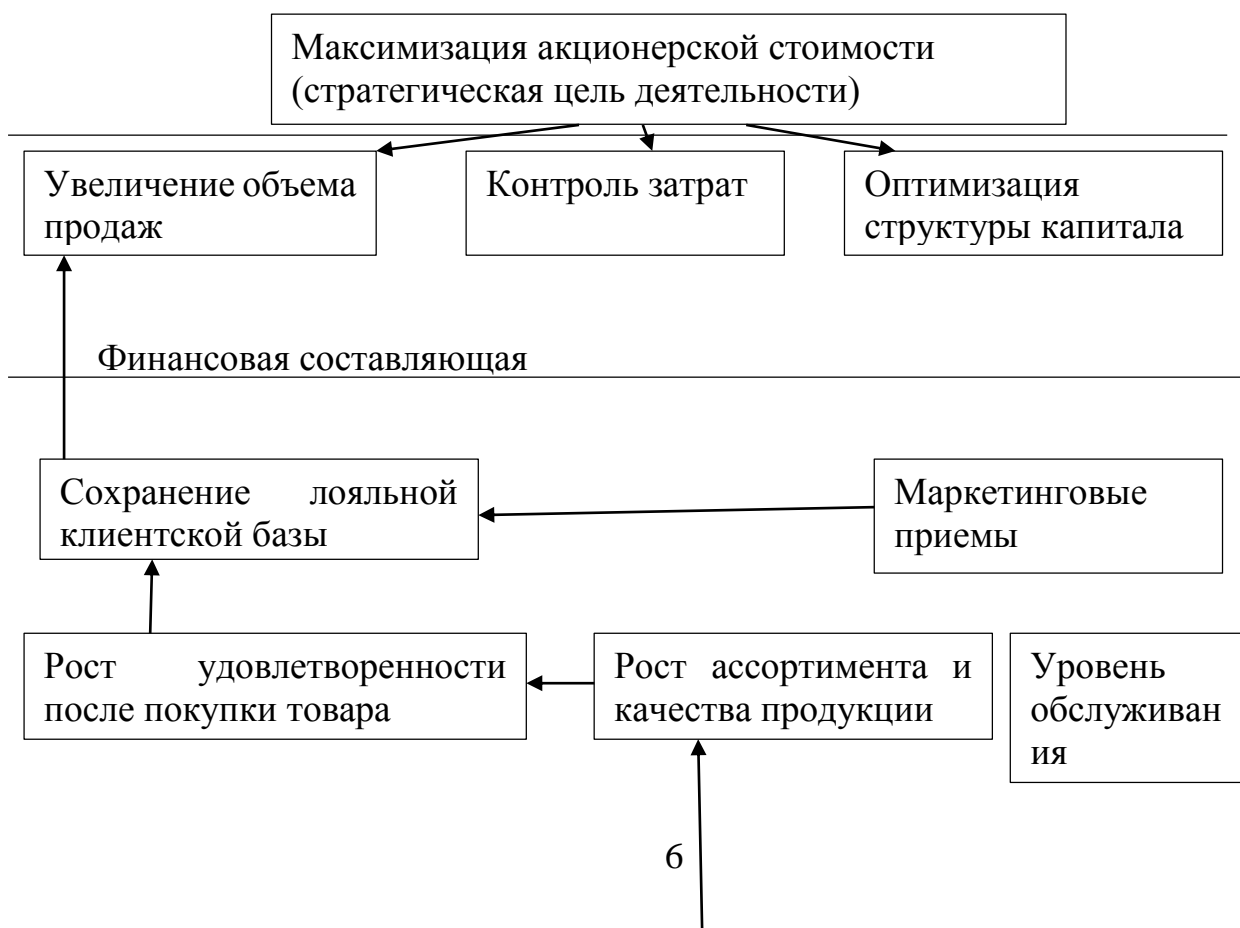 Максимизация акционерской стоимости
(стратегическая цель деятельности)
Увеличение объема
продаж
Контроль затрат
Оптимизация
структуры капитала
Финансовая составляющая
Сохранение лояльной
клиентской базы
Маркетинговые
приемы
Рост удовлетворенности
после покупки товара
Рост ассортимента и
качества продукции
Уровень
обслуживан
ия
6